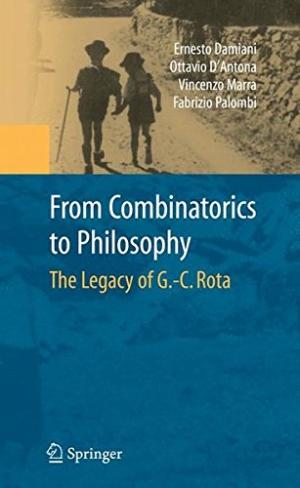 Ernesto Damiani
Ottavio D'Antona
Vincenzo Marra
Fabrizio Palombi
From Combinatorics
to Philosophy
The Legacy of G.-C. Rota
Springer